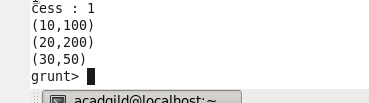 cess : 1
(10,100)
(20,200)
(30,50)
grunt>
acadgild@localhost:~